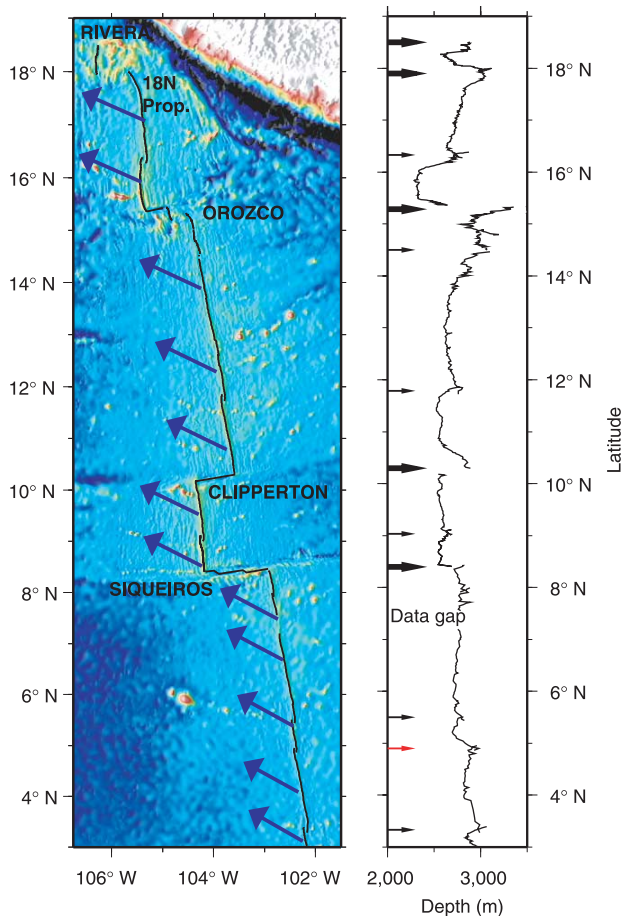 RIVERA
18N
Prop.
OROZCO
CLIPPERTON
SIQUEIROS
18° N
16° N
14° N
12° N
10° N
8° N
6° N
4° N
106° W
104° W
102° W
Data gap
18° N
16° N
14° N
12° N
10° N
8° N
6° N
4° N
Latitude
2,000
3,000
Depth (m)